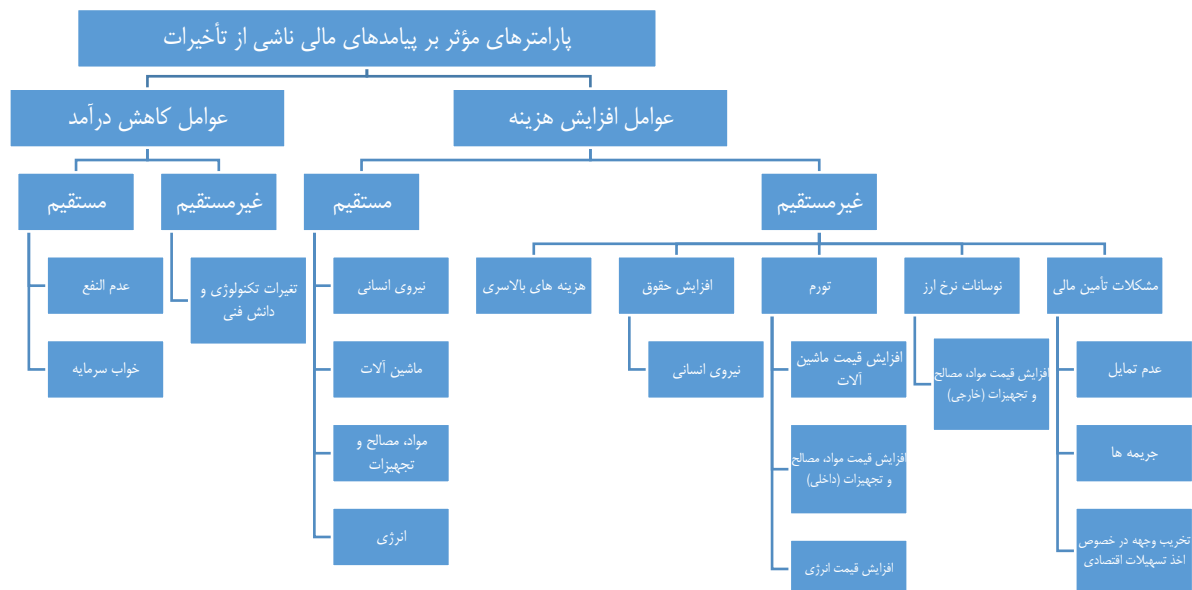 پارامترهای مؤثر بر پیامدهای مالی ناشی از تأخیرات
عوامل افزایش هزینه
عوامل کاهش درآمد
غیرمستقیم
مستقیم
غیرمستقیم
مستقیم
مشکلات تأمین مالی
نوسانات نرخ ارز
تورم
افزایش حقوق
هزینه های بالاسری
نیروی انسانی
تغیرات تکنولوژی و
دانش فنی
عدم النفع
عدم تمایل
افزایش قیمت مواد، مصالح
و تجهیزات (خارجی)
افزایش قیمت ماشین
آلات
نیروی انسانی
ماشین آلات
خواب سرمایه
جریمه ها
افزایش قیمت مواد، مصالح
و تجهیزات (داخلی)
مواد، مصالح و
تجهیزات
تخریب وجهه در خصوص
اخذ تسهیلات اقتصادی
افزایش قیمت انرژی
انرژی